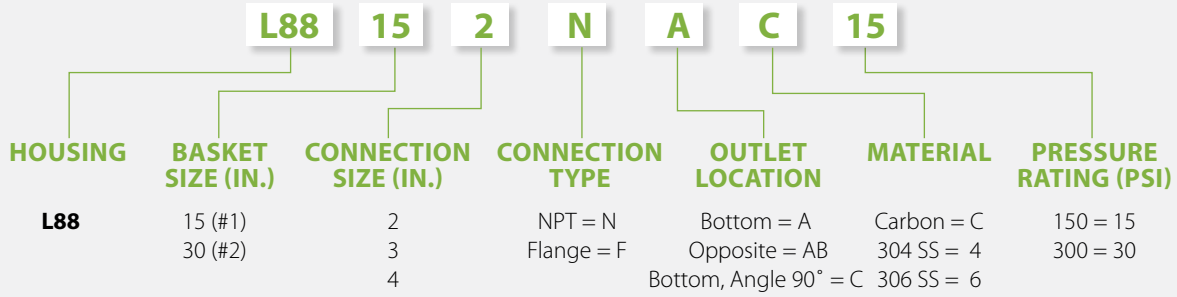 L88 15 2 N A C 15
HOUSING BASKET CONNECTION CONNECTION OUTLET MATERIAL PRESSURE
SIZE (IN.) SIZE (IN.) TYPE LOCATION RATING (PSI)
L88 15 (#1) 2 NPT = N Bottom = A Carbon = C 150 = 15
30 (#2) 3 Flange = F Opposite = AB 304 SS = 4 300 = 30
4 Bottom, Angle 90˚ = C 306 SS = 6